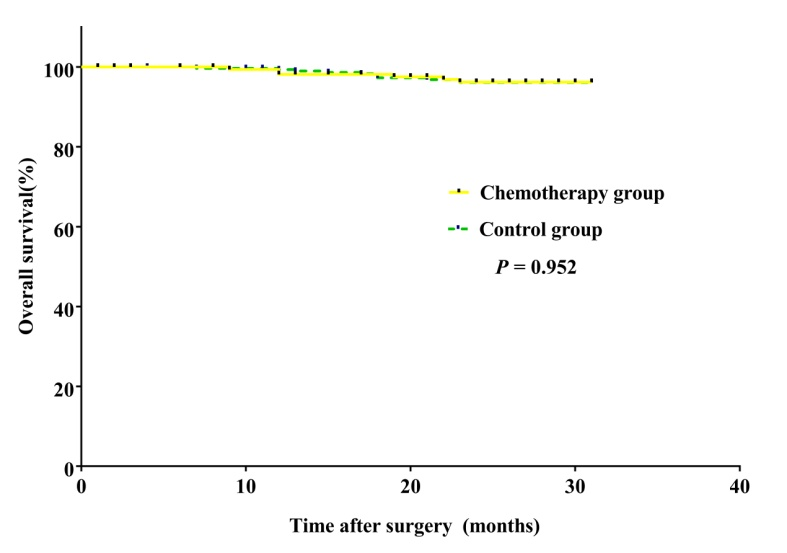 100
80
60
40
20
0
Overall survival(%)
Chemotherapy group
Control group
P = 0.952
0 10 20 30 40
Time after surgery (months)